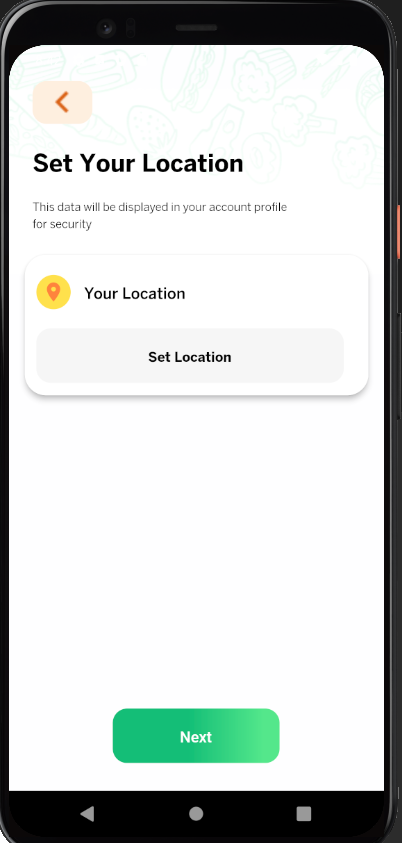 Set Your Location
This data will be displayed in your account profile
for security
Your Location
Set Location
Next